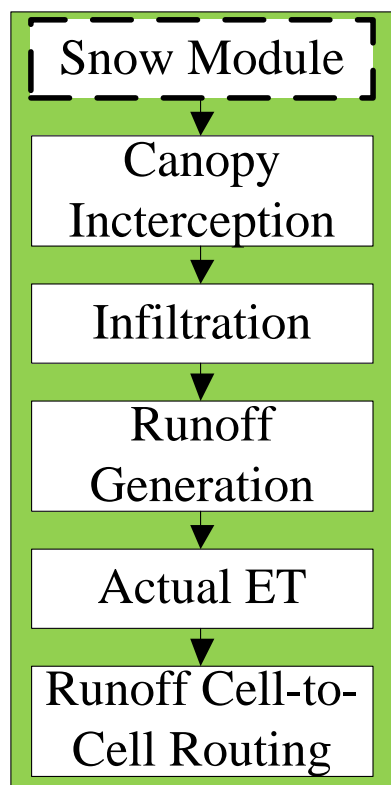 Snow Module
Canopy
Incterception
Infiltration
Runoff
Generation
Actual ET
Runoff Cell-to-
Cell Routing